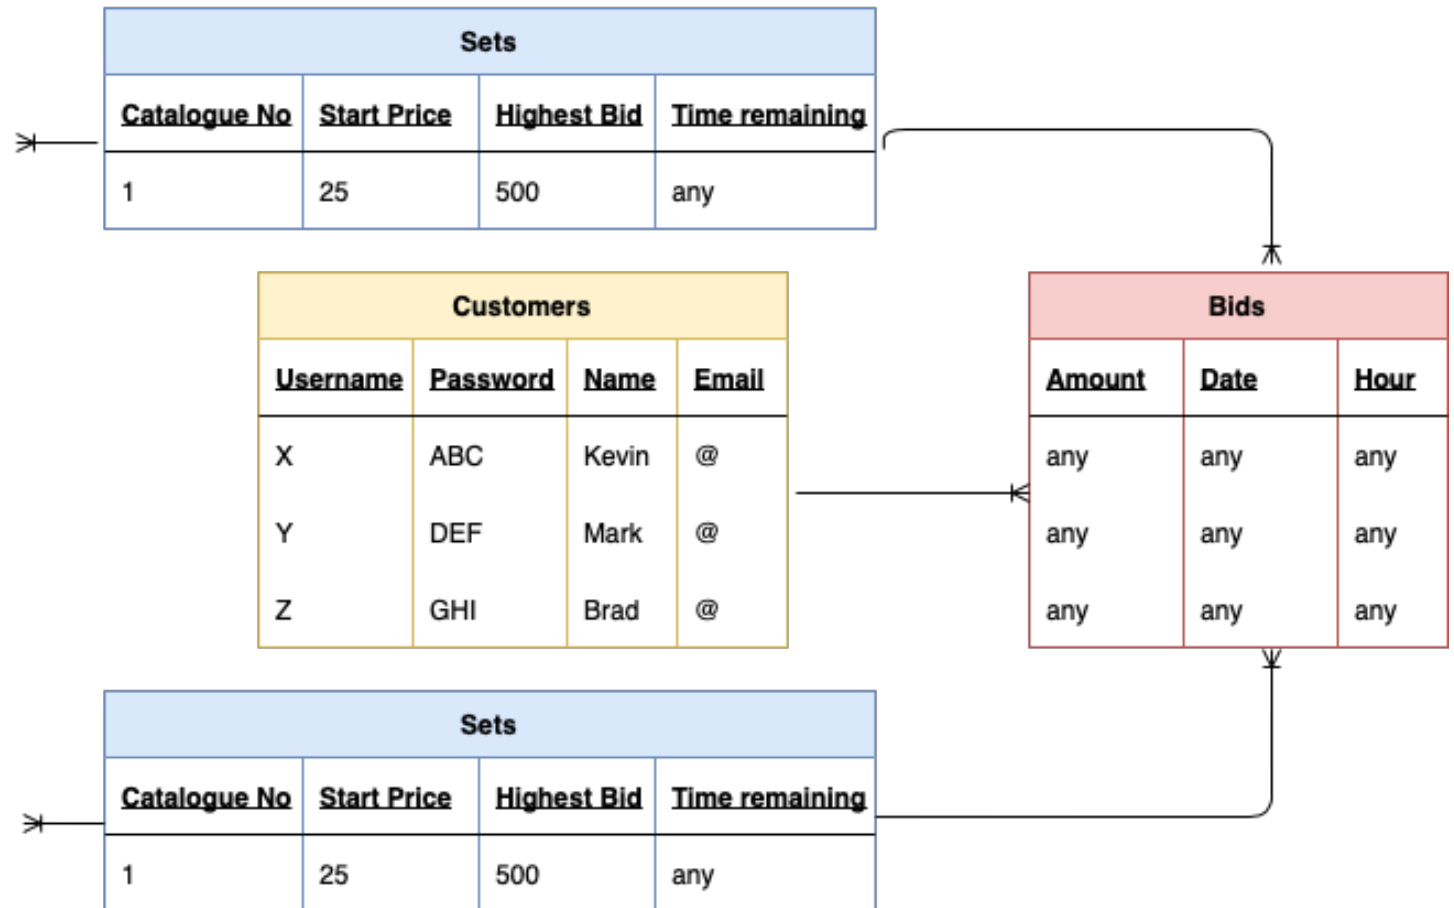 Sets
Catalogue No Start Price Highest Bid Time remaining
1 25 500 any
Customers
Username Password Name Email
X ABC Kevin @
Y DEF Mark @
Z GHI Brad @
Bids
Amount Date Hour
any any any
any any any
any any any
Sets
Catalogue No Start Price Highest Bid Time remaining
1 25 500 any